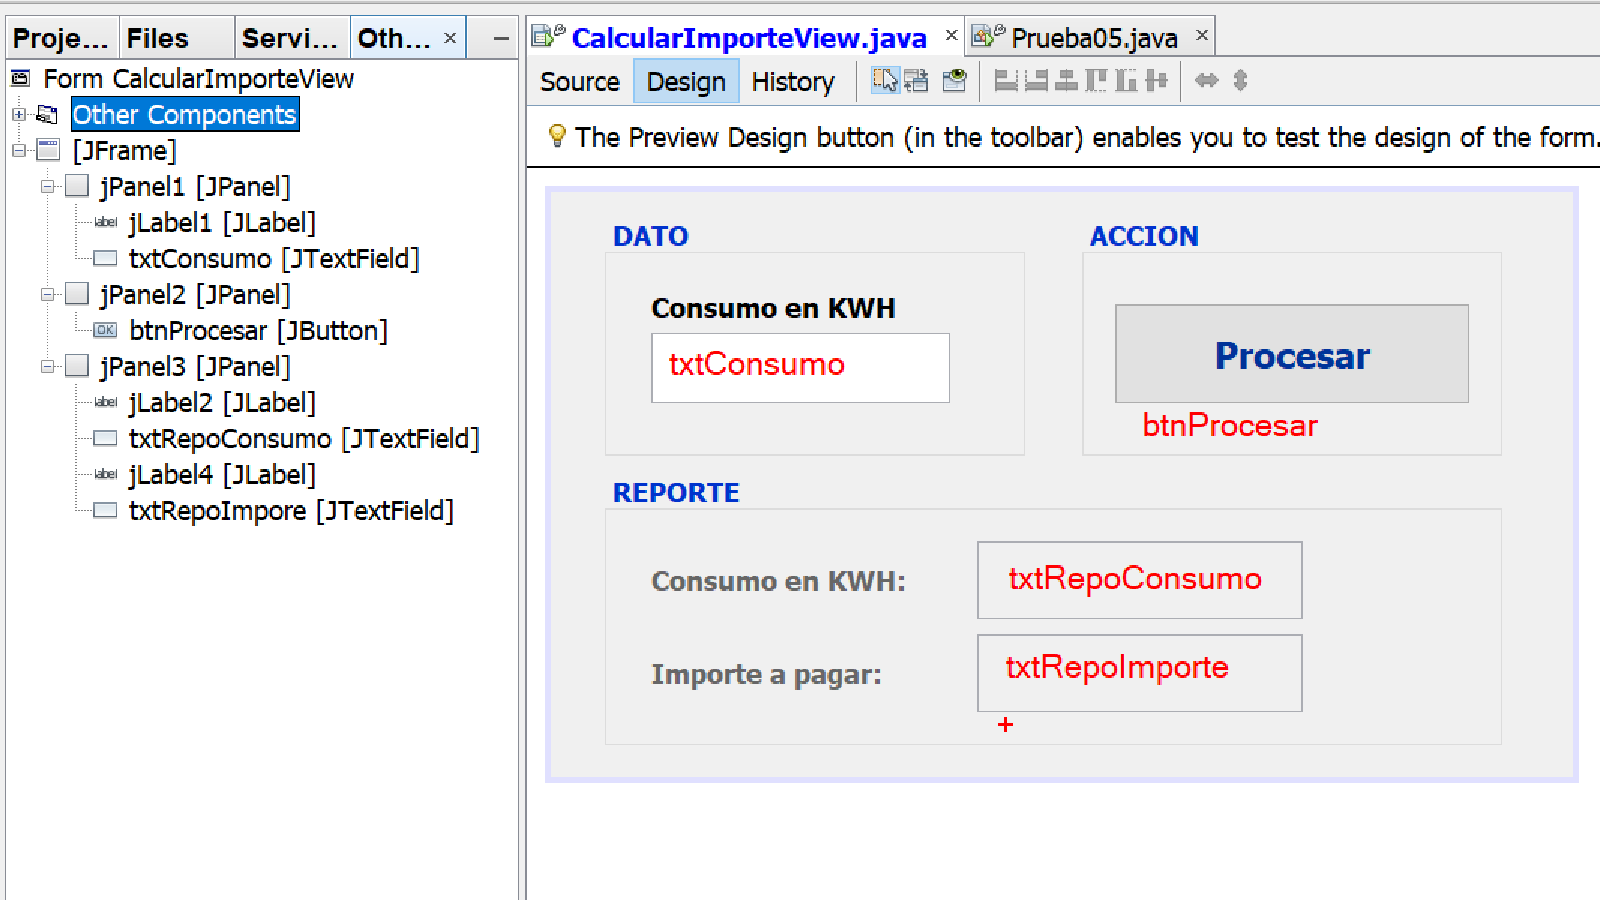 Proje... Files Servi... Oth...
Form CalcularImporteView
Other Components
[JFrame]
jPanel1 [JPanel]
label jLabel1 [JLabel]
txtConsumo [JTextField]
jPanel2 [JPanel]
OK btnProcesar [JButton]
jPanel3 [JPanel]
label jLabel2 [JLabel]
txtRepoConsumo [JTextField]
label jLabel4 [JLabel]
txtRepoImpore [JTextField]
CalcularImporteView.java Prueba05.java
Source Design History
The Preview Design button (in the toolbar) enables you to test the design of the form.
DATO
Consumo en KWH
txtConsumo
ACCION
Procesar
btnProcesar
REPORTE
Consumo en KWH: txtRepoConsumo
Importe a pagar: txtRepoImporte
+